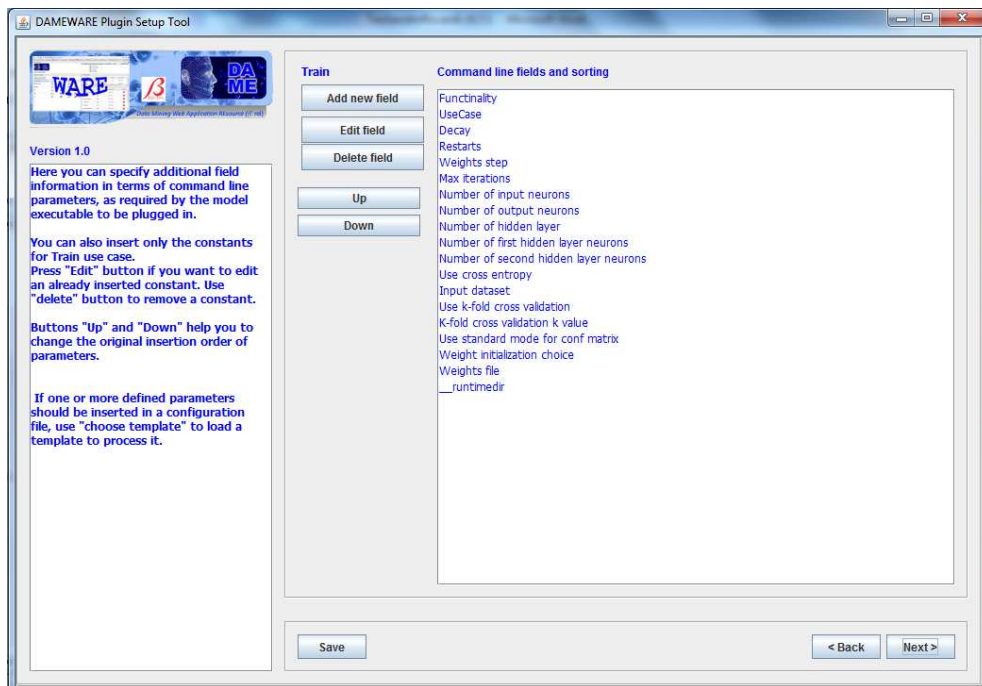 DAMEWARE Plugin Setup Tool
WARE
DA
ME
Version 1.0
Here you can specify additional field
information in terms of command line
parameters, as required by the model
executable to be plugged in.
You can also insert only the constants
for Train use case.
Press "Edit" button if you want to edit
an already inserted constant. Use
"delete" button to remove a constant.
Buttons "Up" and "Down" help you to
change the original insertion order of
parameters.
If one or more defined parameters
should be inserted in a configuration
file, use "choose template" to load a
template to process it.
Train
Add new field
Edit field
Delete field
Up
Down
Command line fields and sorting
Functinality
UseCase
Decay
Restarts
Weights step
Max iterations
Number of input neurons
Number of output neurons
Number of hidden layer
Number of first hidden layer neurons
Number of second hidden layer neurons
Use cross entropy
Input dataset
Use k-fold cross validation
K-fold cross validation k value
Use standard mode for conf matrix
Weight initialization choice
Weights file
__runtimedir
Save
< Back
Next >